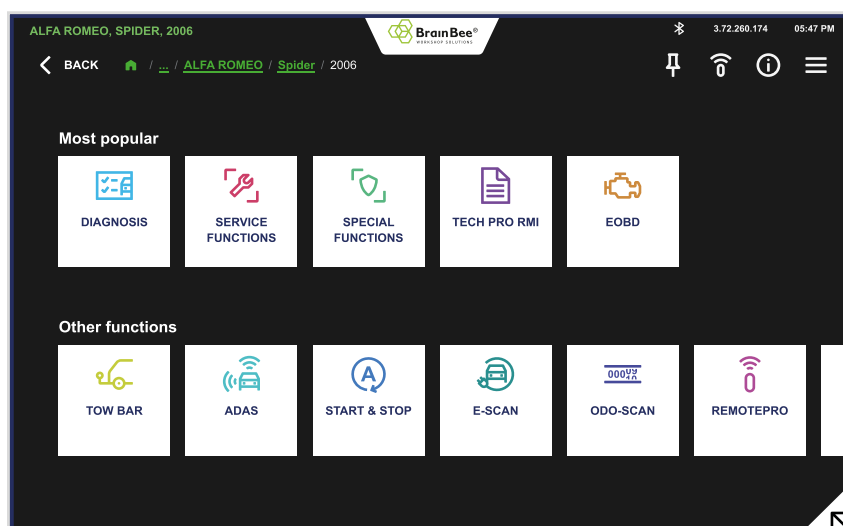 ALFA ROMEO, SPIDER, 2006
BrainBee®
WORKSHOP SOLUTIONS
3.72.260.174 05:47 PM
BACK / ... / ALFA ROMEO / Spider / 2006
Most popular
DIAGNOSIS
SERVICE
FUNCTIONS
SPECIAL
FUNCTIONS
TECH PRO RMI
EOBD
Other functions
TOW BAR
A
ADAS
START & STOP
E-SCAN
ODO-SCAN
REMOTEPRO